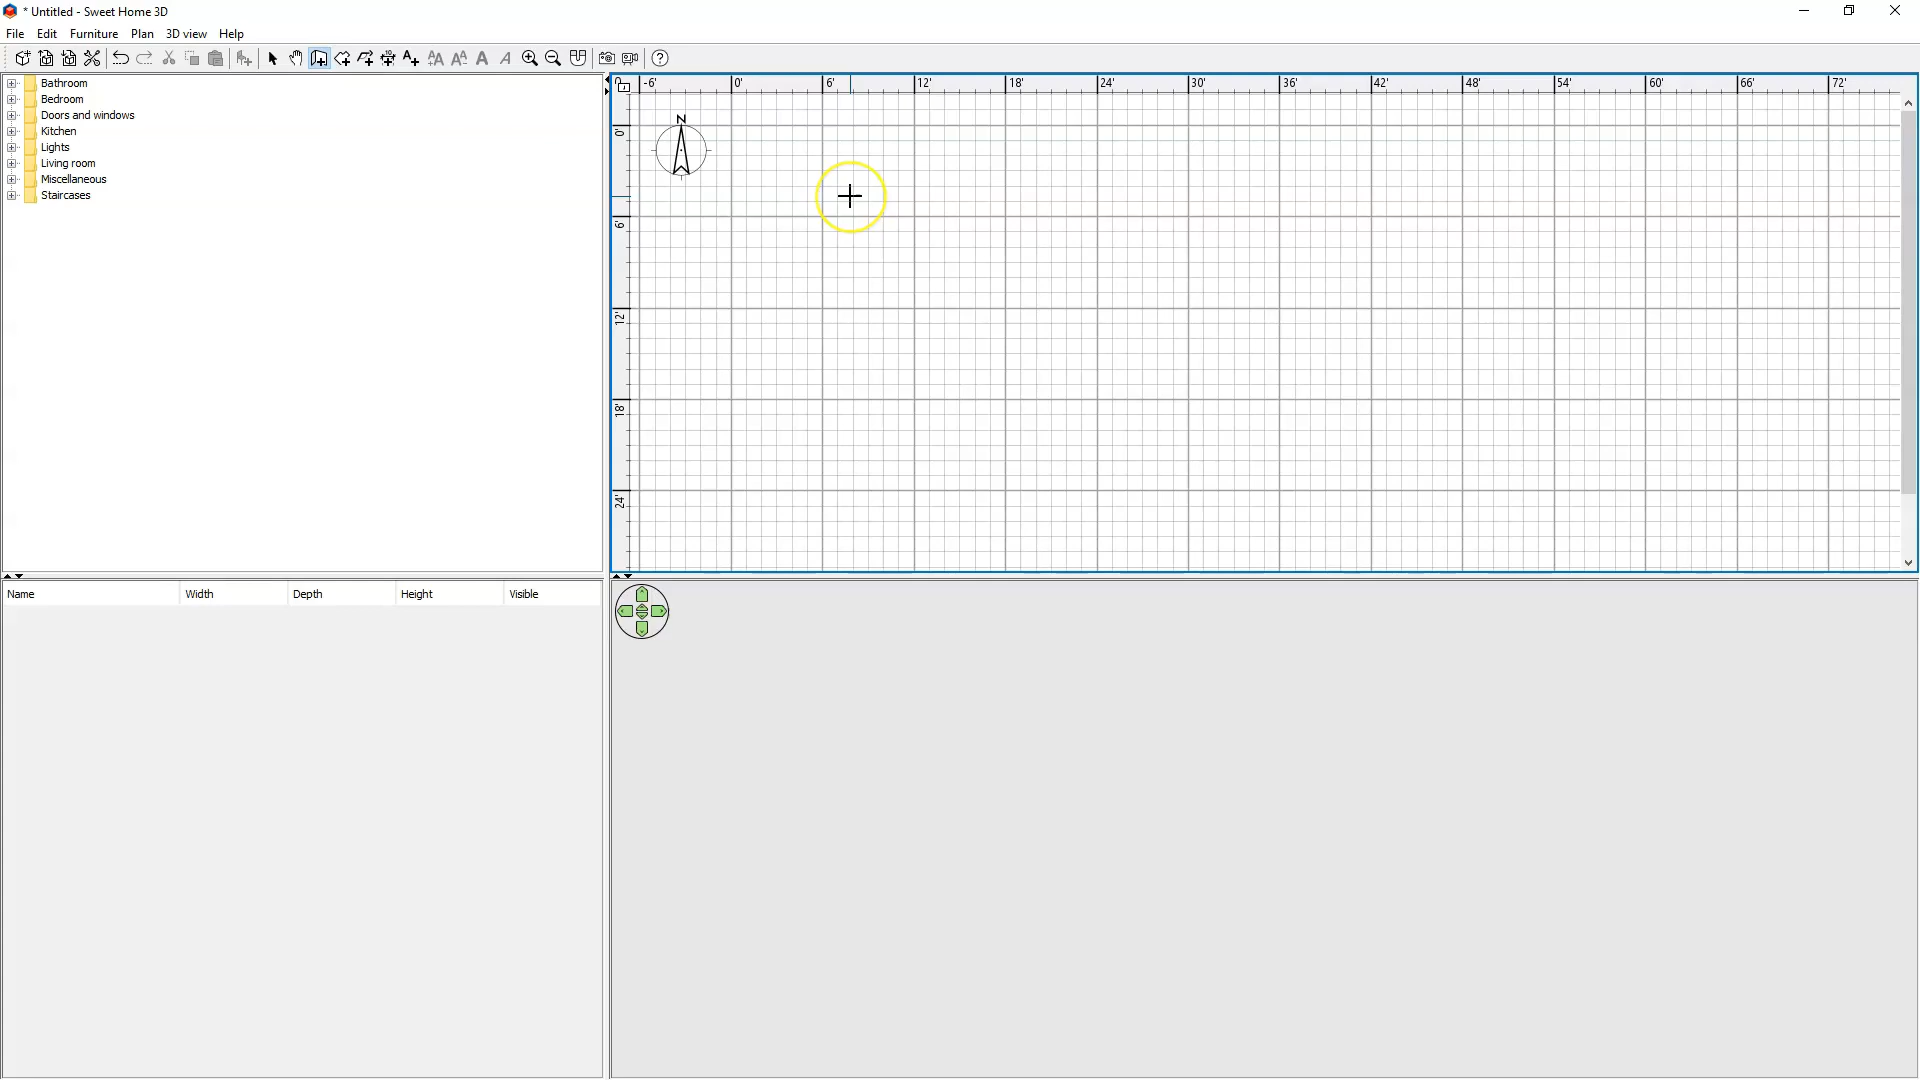 * Untitled - Sweet Home 3D
File Edit Furniture Plan 3D view Help
Bathroom
Bedroom
Doors and windows
Kitchen
Lights
Living room
Miscellaneous
Staircases
-6' 0' 6' 12' 18' 24' 30' 36' 42' 48' 54' 60' 66' 72'
N
0'
6'
12'
18'
24'
Name Width Depth Height Visible